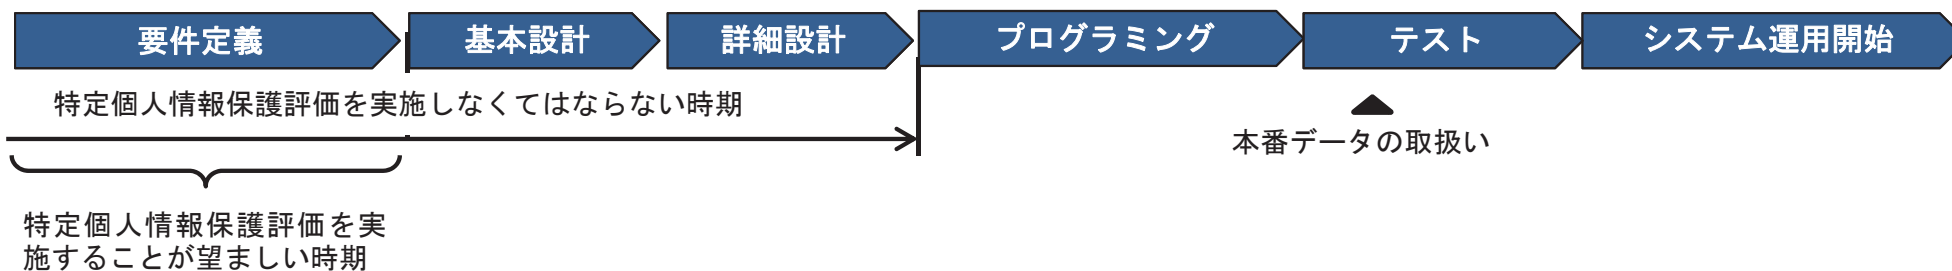 要件定義
基本設計
詳細設計
プログラミング
テスト
システム運用開始
特定個人情報保護評価を実施しなくてはならない時期
本番データの取扱い
特定個人情報保護評価を実
施することが望ましい時期